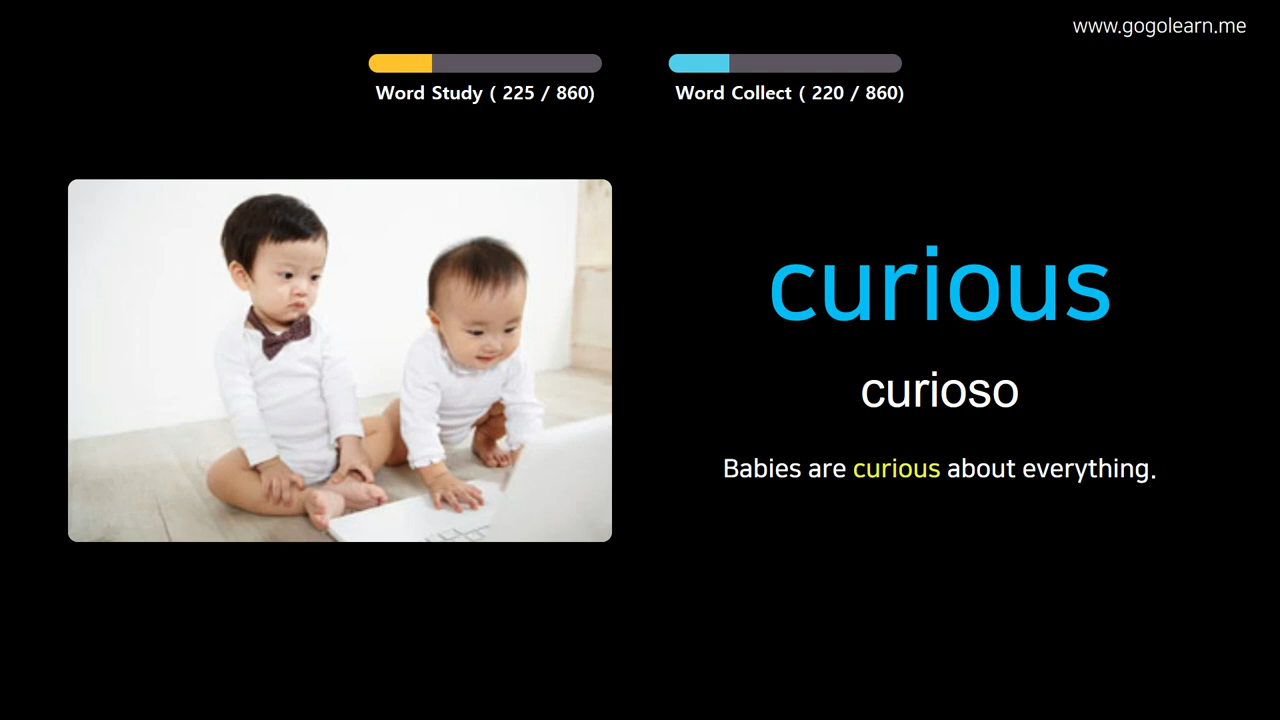 www.gogolearn.me
Word Study ( 225 / 860)
Word Collect ( 220 / 860)
curious
curioso
Babies are curious about everything.